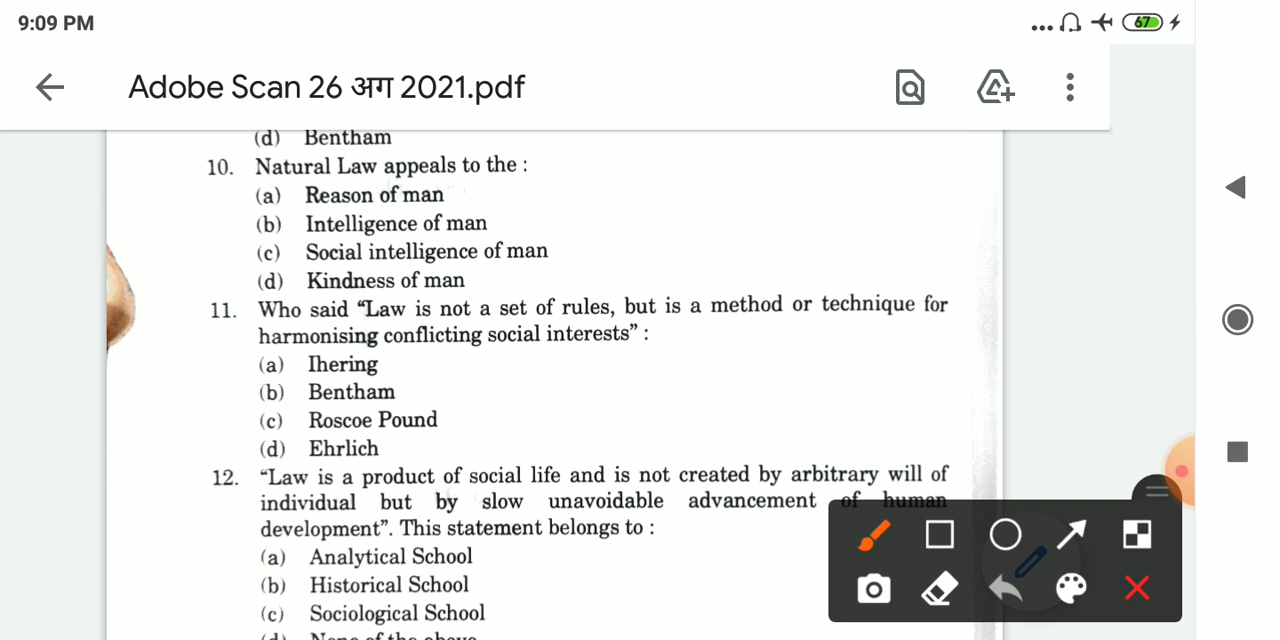 9:09 PM
67
Adobe Scan 26 अग 2021.pdf
(d) Bentham
10. Natural Law appeals to the :
(a) Reason of man
(b) Intelligence of man
(c) Social intelligence of man
(d) Kindness of man
11. Who said “Law is not a set of rules, but is a method or technique for
harmonising conflicting social interests” :
(a) Ihering
(b) Bentham
(c) Roscoe Pound
(d) Ehrlich
12. “Law is a product of social life and is not created by arbitrary will of
individual but by slow unavoidable advancement of human
development”. This statement belongs to :
(a) Analytical School
(b) Historical School
(c) Sociological School
(d) None of the above